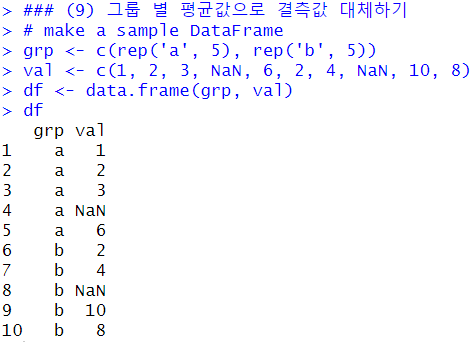 > ### (9) 그룹 별 평균값으로 결측값 대체하기
> # make a sample DataFrame
> grp <- c(rep('a', 5), rep('b', 5))
> val <- c(1, 2, 3, NaN, 6, 2, 4, NaN, 10, 8)
> df <- data.frame(grp, val)
> df
   grp val
1    a   1
2    a   2
3    a   3
4    a NaN
5    a   6
6    b   2
7    b   4
8    b NaN
9    b  10
10   b   8